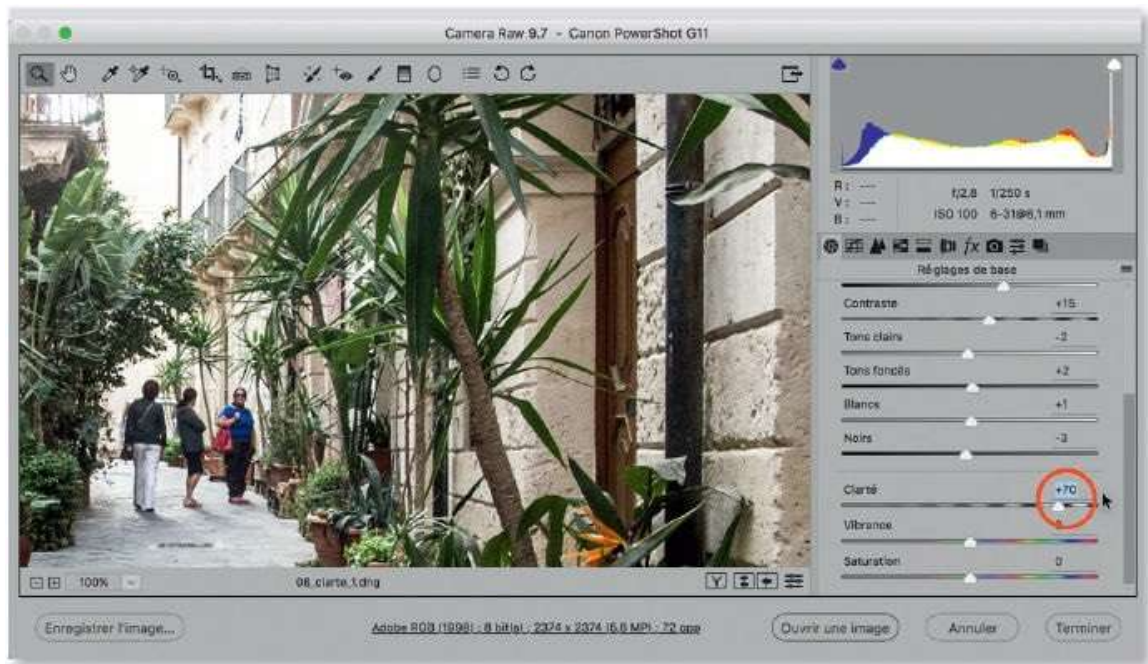 Camera Raw 9.7 - Canon PowerShot G11
R : ---
V : ---
B : ---
f/2,8 1/250 s
ISO 100 6-31@6,1 mm
fx
Réglages de base
Contraste +15
Tons clairs -2
Tons foncés +2
Blancs +1
Noirs -3
Clarté +70
Vibrance
Saturation 0
100%
06_clarte_1.dng
Y
Enregistrer l'image...
Adobe RGB (1998) ; 8 bit(s) ; 2374 x 2374 (5,6 MP) ; 72 ppp
Ouvrir une image
Annuler
Terminer